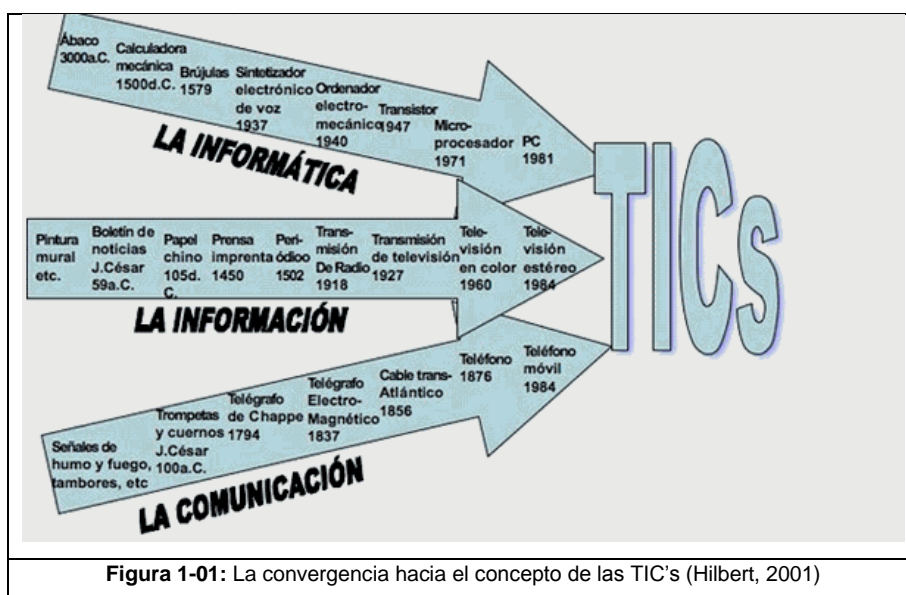 Ábaco
3000a.C.
Calculadora
mecánica
1500d.C.
Brújulas
1579
Sintetizador
electrónico
de voz
1937
Ordenador
electro-
mecánico
1940
Transistor
1947
Micro-
procesador
1971
PC
1981
LA INFORMÁTICA
Pintura
mural
etc.
Boletín de
noticias
J.César
59a.C.
Papel
chino
105d.
C.
Prensa
imprenta
1450
Perí-
ódioo
1502
Trans-
misión
De Radio
1918
Transmisión
de televisión
1927
Tele-
visión
en color
1960
Tele-
visión
estéreo
1984
LA INFORMACIÓN
Señales de
humo y fuego,
tambores, etc
Trompetas
y cuernos
J.César
100a.C.
Telégrafo
de Chappe
1794
Telégrafo
Electro-
Magnético
1837
Cable trans-
Atlántico
1856
Teléfono
1876
Teléfono
móvil
1984
LA COMUNICACIÓN
TICs
Figura 1-01: La convergencia hacia el concepto de las TIC's (Hilbert, 2001)